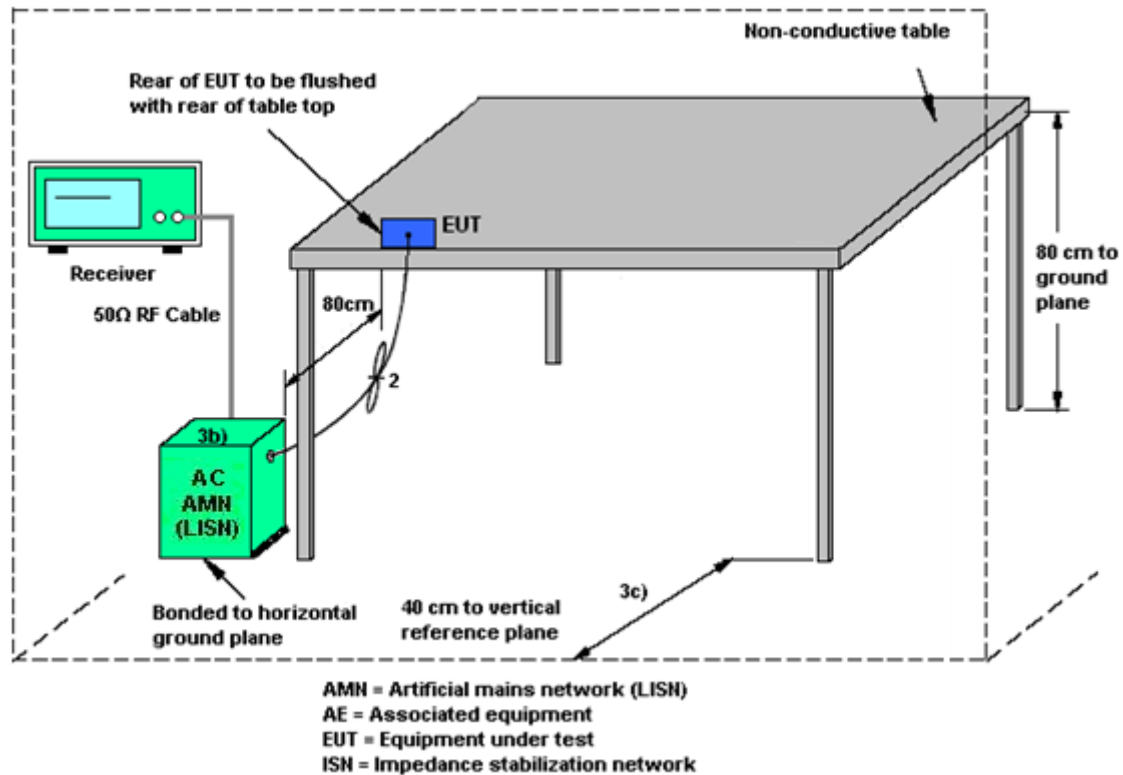 Non-conductive table
Rear of EUT to be flushed
with rear of table top
EUT
Receiver
80cm
80 cm to
ground
plane
50Ω RF Cable
2
3b)
AC
AMN
(LISN)
3c)
Bonded to horizontal
ground plane
40 cm to vertical
reference plane
AMN = Artificial mains network (LISN)
AE = Associated equipment
EUT = Equipment under test
ISN = Impedance stabilization network